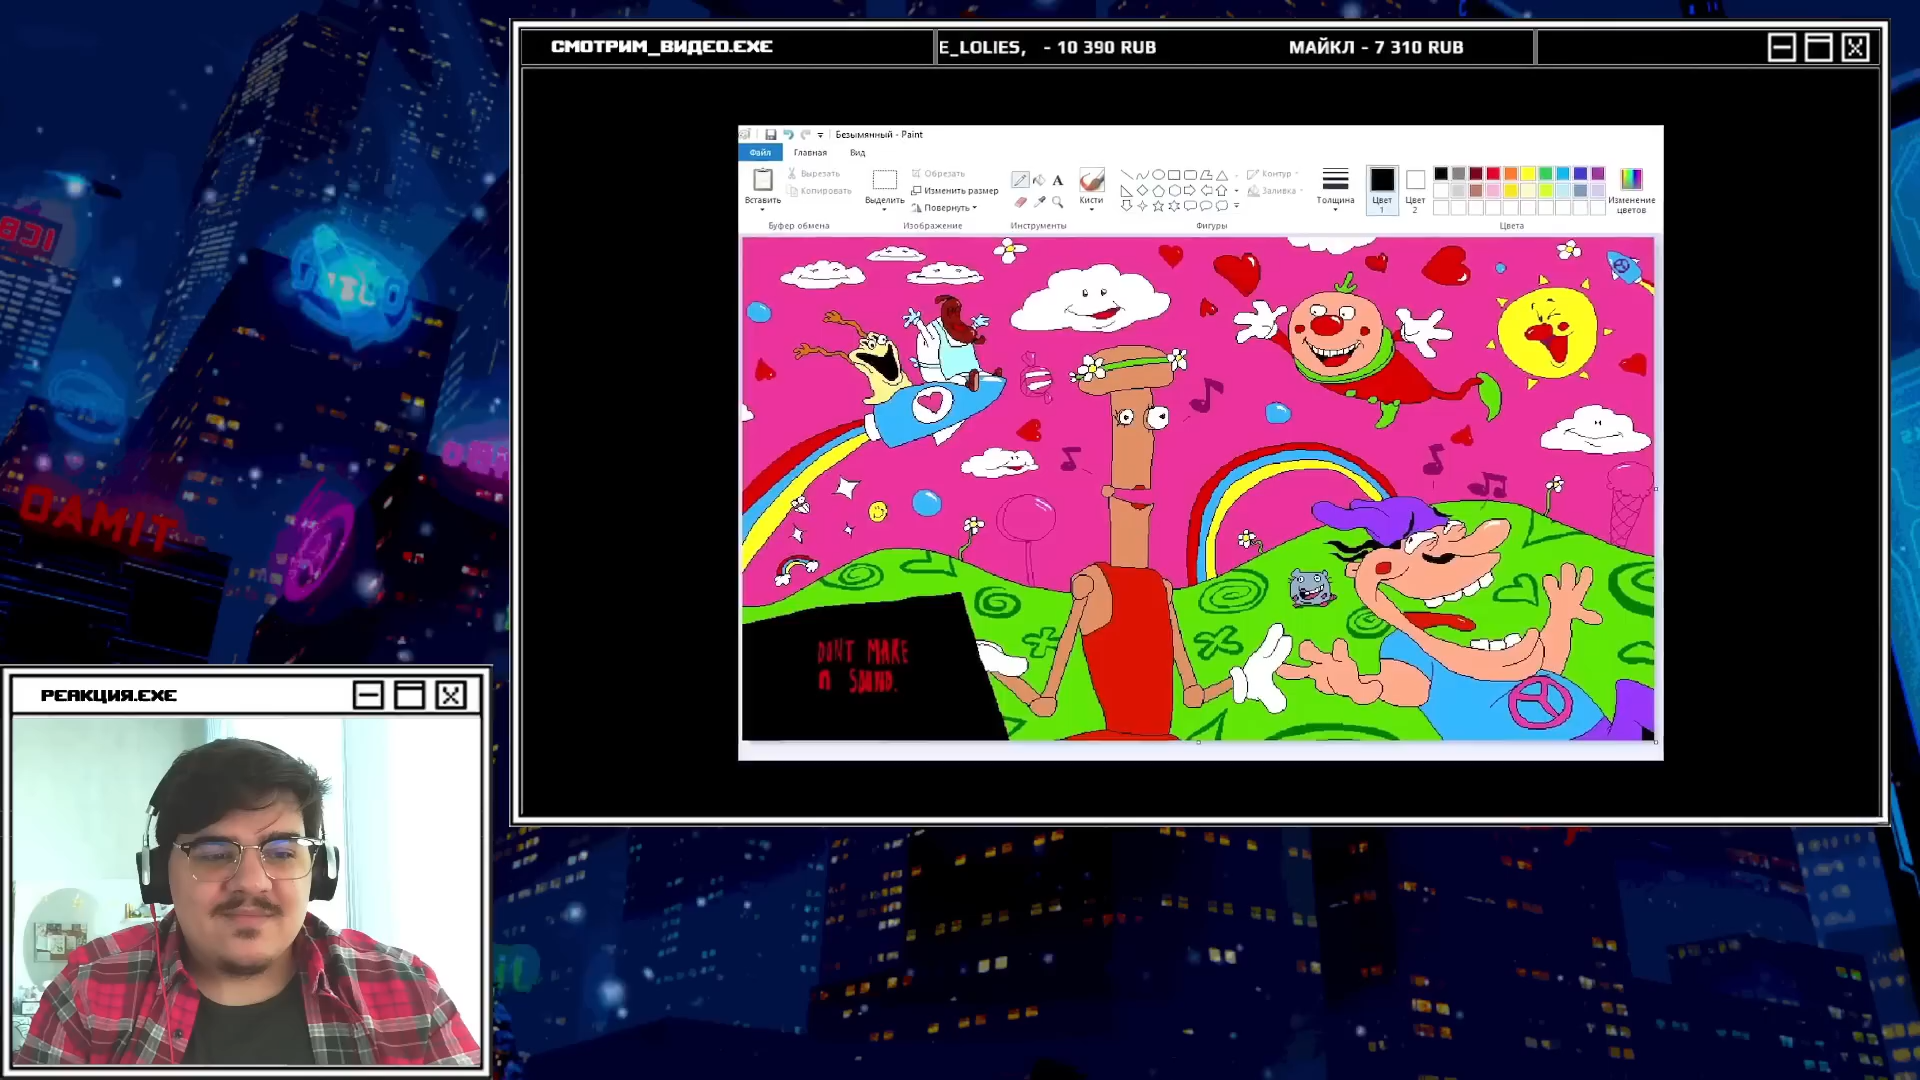 СМОТРИМ_ВИДЕО.EXE
E_LOLIES, - 10 390 RUB
МАЙКЛ - 7 310 RUB
Безымянный - Paint
Файл
Главная
Вид
Вставить
Вырезать
Копировать
Буфер обмена
Выделить
Обрезать
Изменить размер
Повернуть
Изображение
A
Инструменты
Кисти
Контур
Заливка
Фигуры
Толщина
Цвет
1
Цвет
2
Изменение
цветов
Цвета
DONT MAKE
A SOUND.
РЕАКЦИЯ.EXE
TIMAO